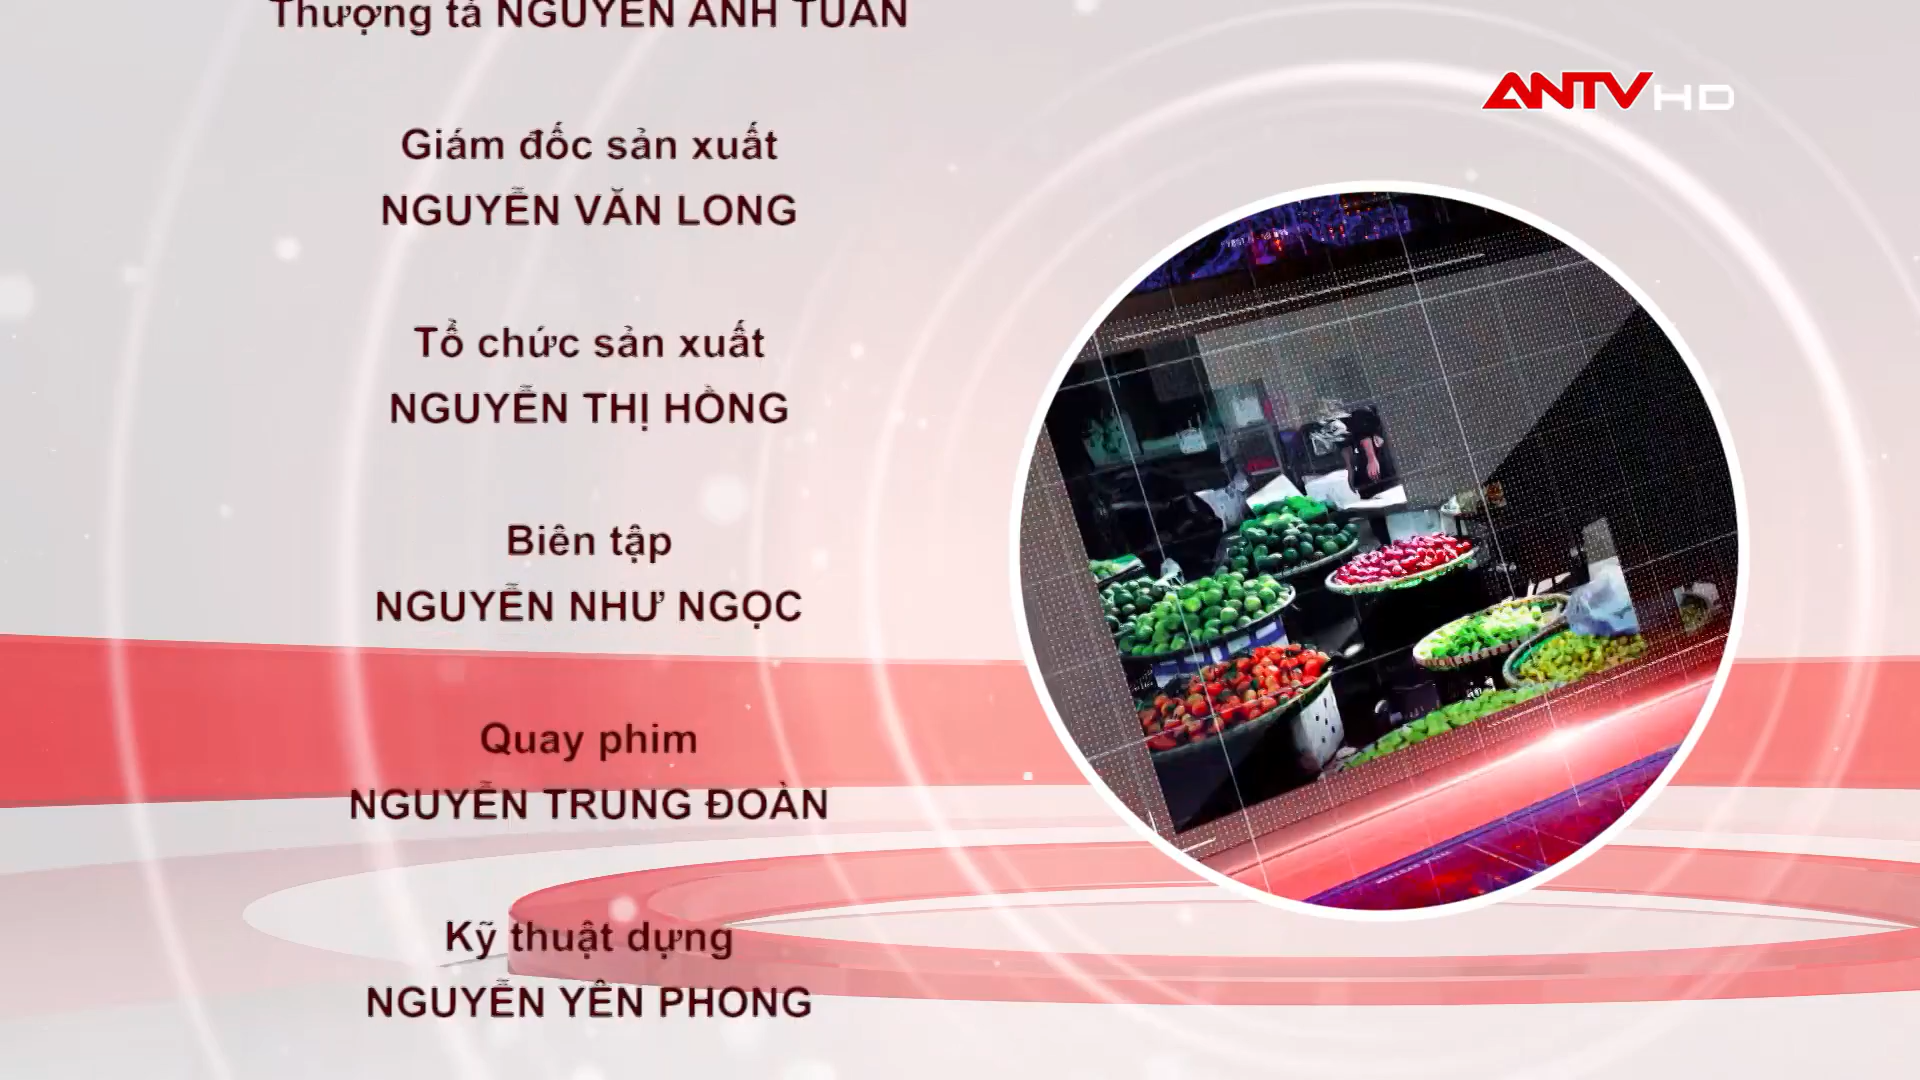 Thượng tá NGUYỄN ANH TUẤN
ANTV HD
Giám đốc sản xuất
NGUYỄN VĂN LONG
Tổ chức sản xuất
NGUYỄN THỊ HỒNG
Biên tập
NGUYỄN NHƯ NGỌC
Quay phim
NGUYỄN TRUNG ĐOÀN
Kỹ thuật dựng
NGUYỄN YÊN PHONG